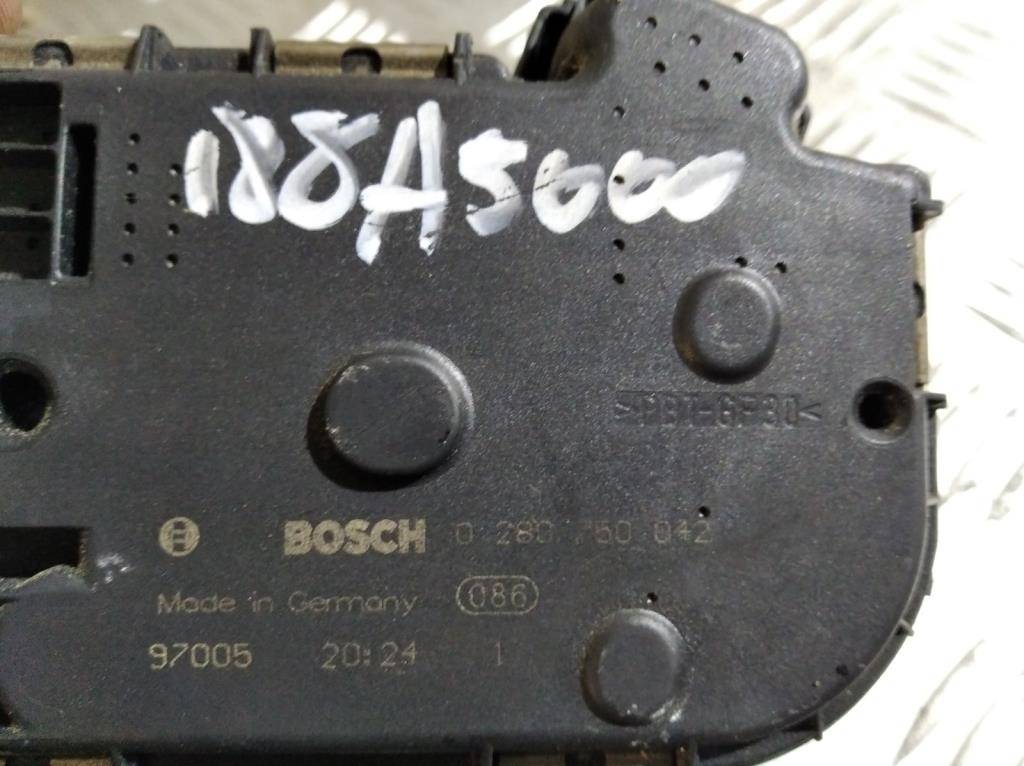 188A5000
>PBT-GF30<
BOSCH 0 280 750 042
Made in Germany 086
97005 20:24 1